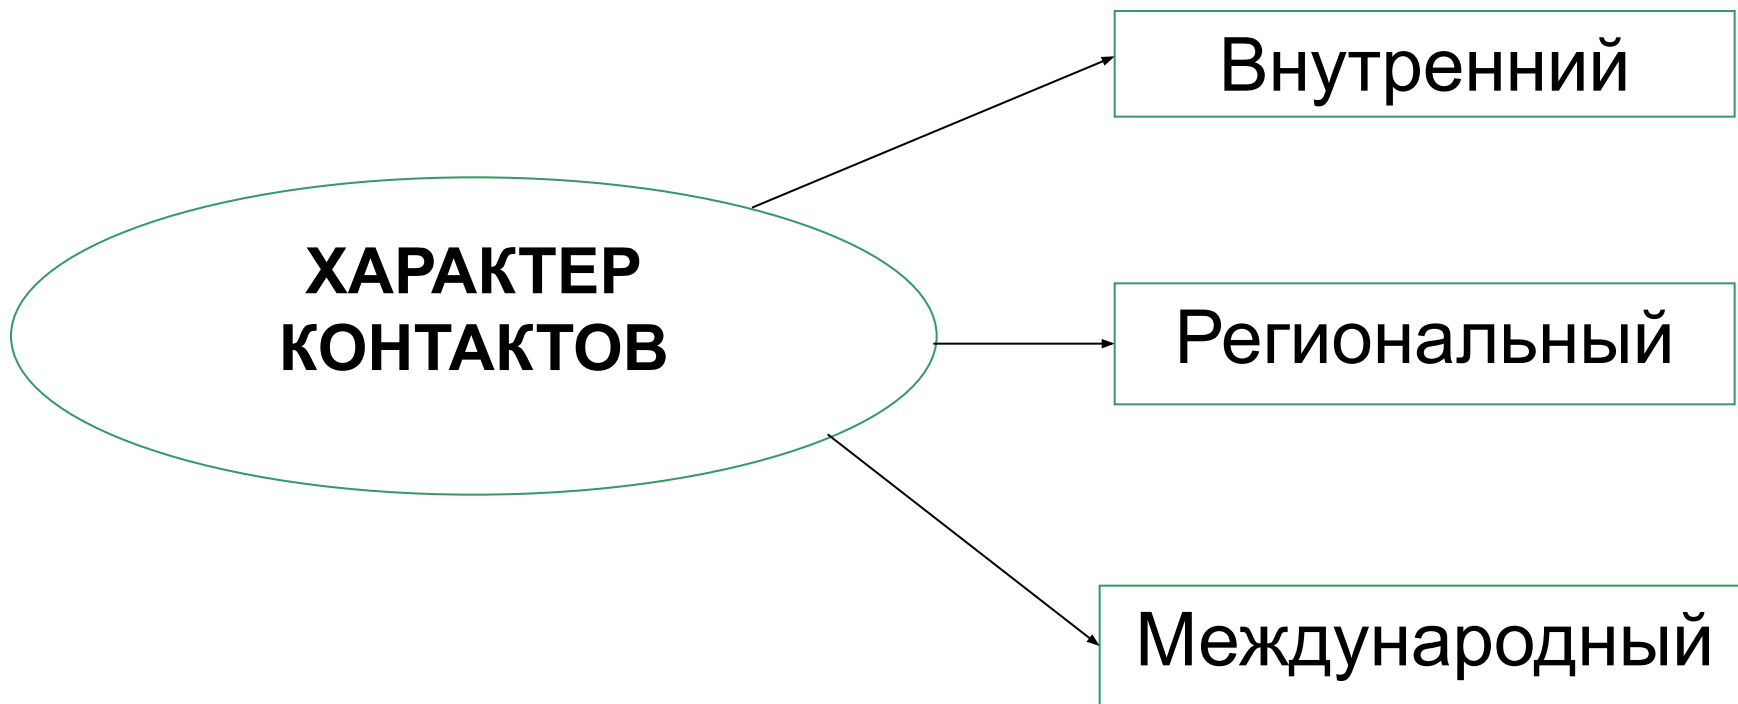 Внутренний
ХАРАКТЕР
КОНТАКТОВ
Региональный
Международный